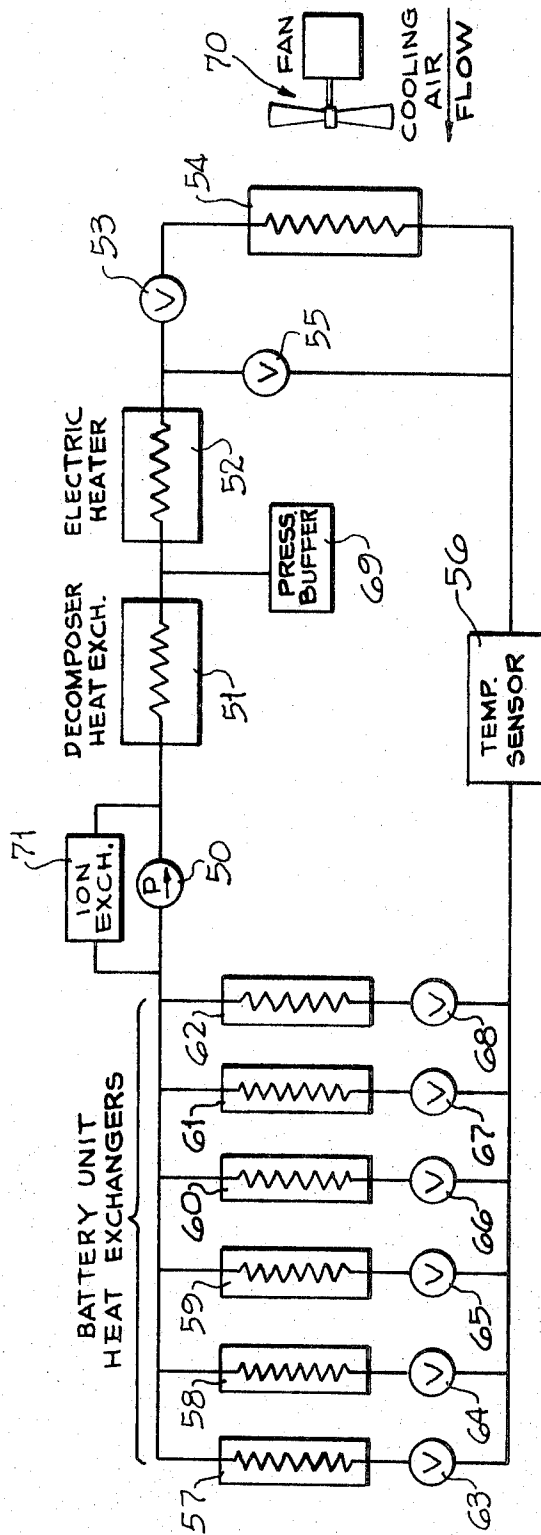 BATTERY UNIT
HEAT EXCHANGERS
71
ION
EXCH.
P
50
DECOMPOSER
HEAT EXCH.
51
ELECTRIC
HEATER
52
PRESS.
BUFFER
69
V
53
V
55
54
70
FAN
COOLING
AIR
FLOW
57
58
59
60
61
62
V
63
V
64
V
65
V
66
V
67
V
68
TEMP.
SENSOR
56